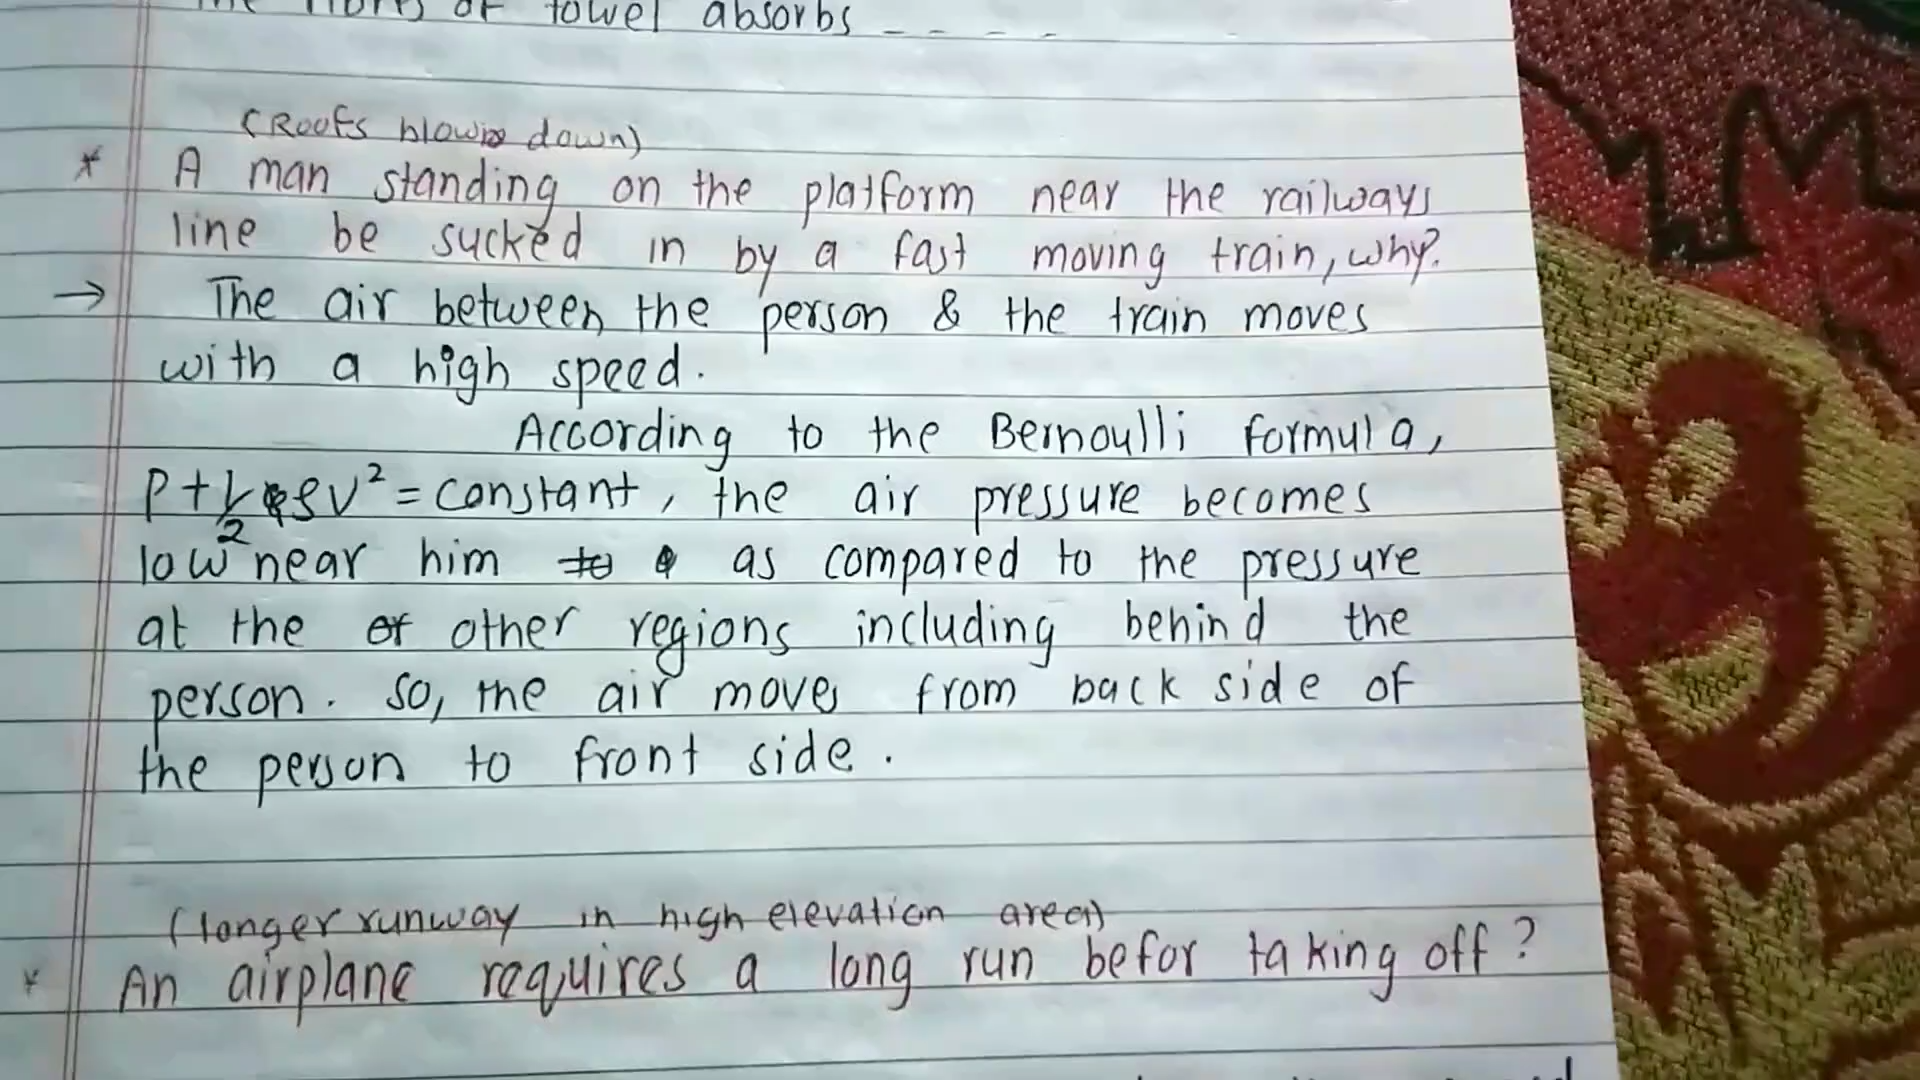 of towel absorbs - - - -
(Roofs blown down)
* A man standing on the platform near the railways
line be sucked in by a fast moving train, why?
→ The air between the person & the train moves
with a high speed.
According to the Bernoulli formula,
P + 1/2 ρv² = constant, the air pressure becomes
low near him as compared to the pressure
at the other regions including behind the
person. so, the air moves from back side of
the person to front side.
(longer runway in high elevation area)
* An airplane requires a long run befor taking off?